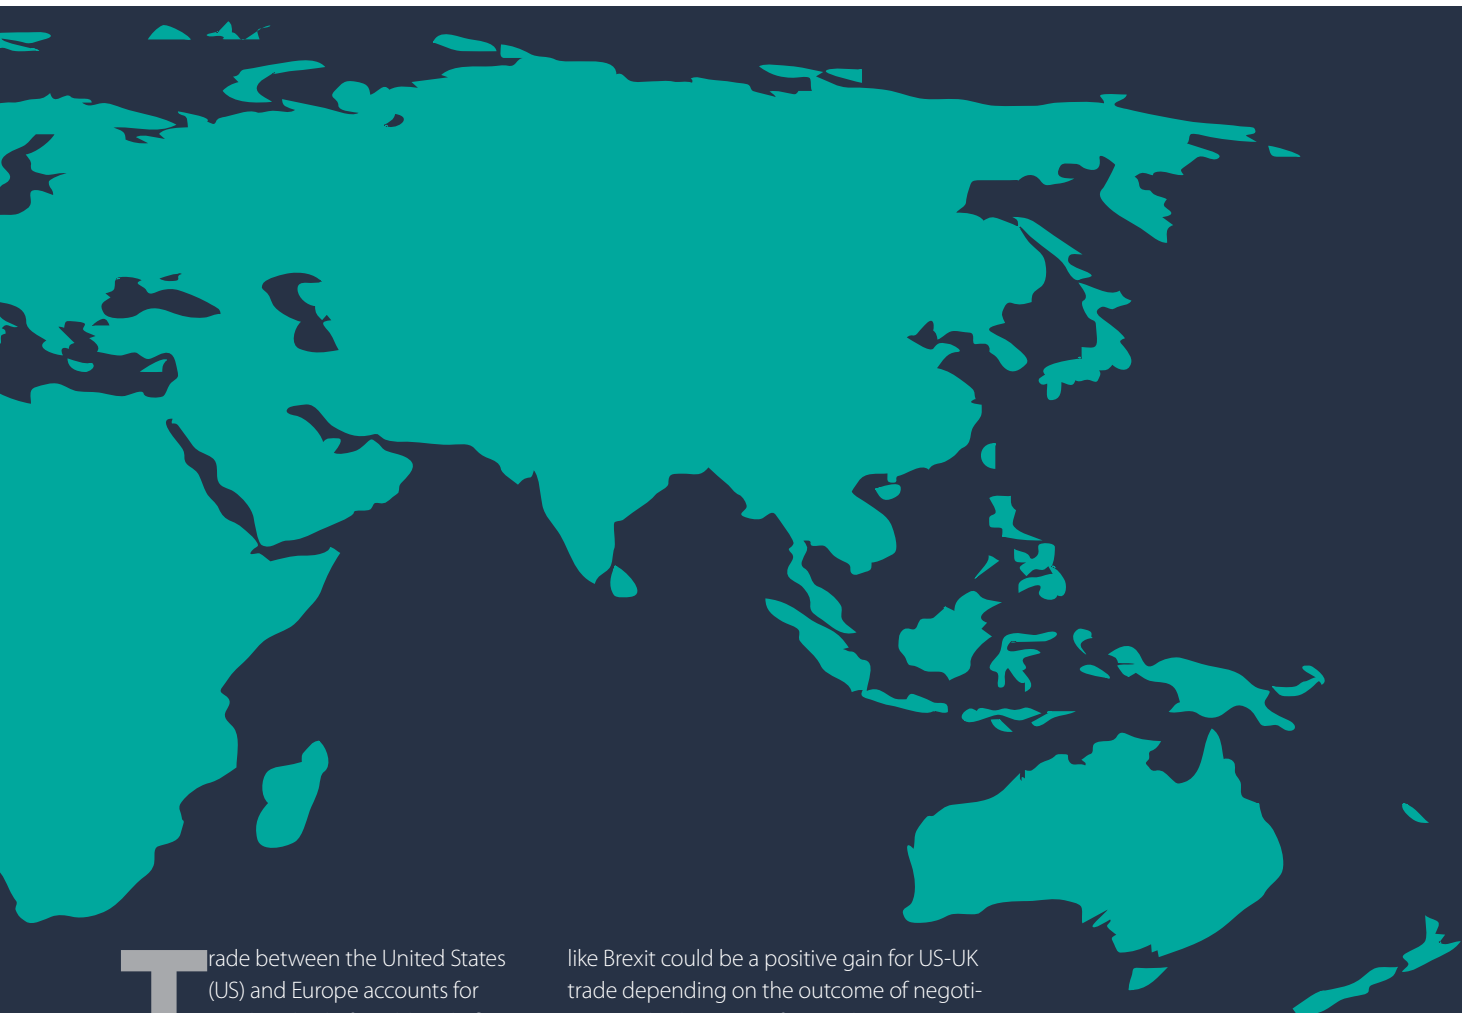 Trade between the United States
(US) and Europe accounts for
like Brexit could be a positive gain for US-UK
trade depending on the outcome of negoti-